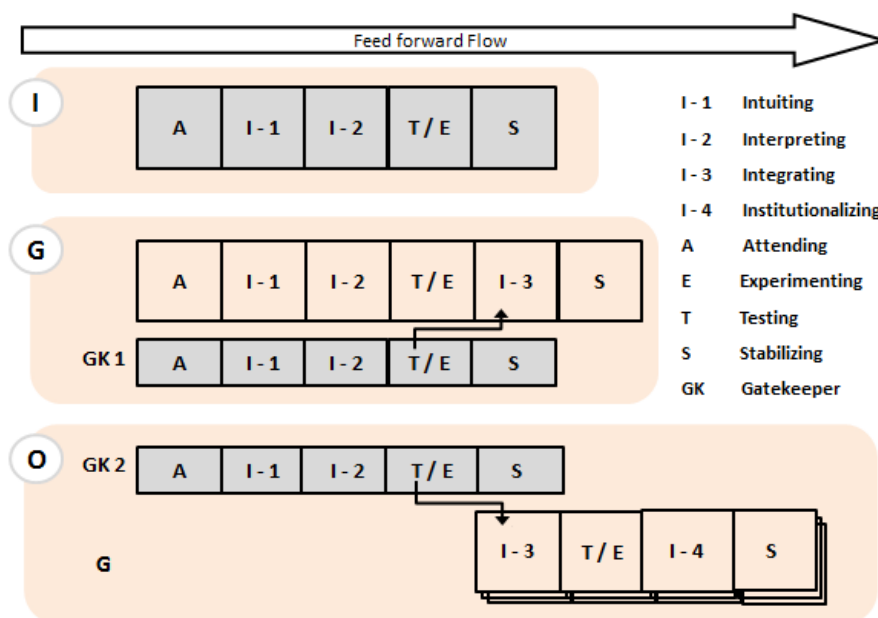 Feed forward Flow
I
A I - 1 I - 2 T / E S
G
A I - 1 I - 2 T / E I - 3 S
GK 1 A I - 1 I - 2 T / E S
O
GK 2 A I - 1 I - 2 T / E S
G I - 3 T / E I - 4 S
I - 1 Intuiting
I - 2 Interpreting
I - 3 Integrating
I - 4 Institutionalizing
A Attending
E Experimenting
T Testing
S Stabilizing
GK Gatekeeper